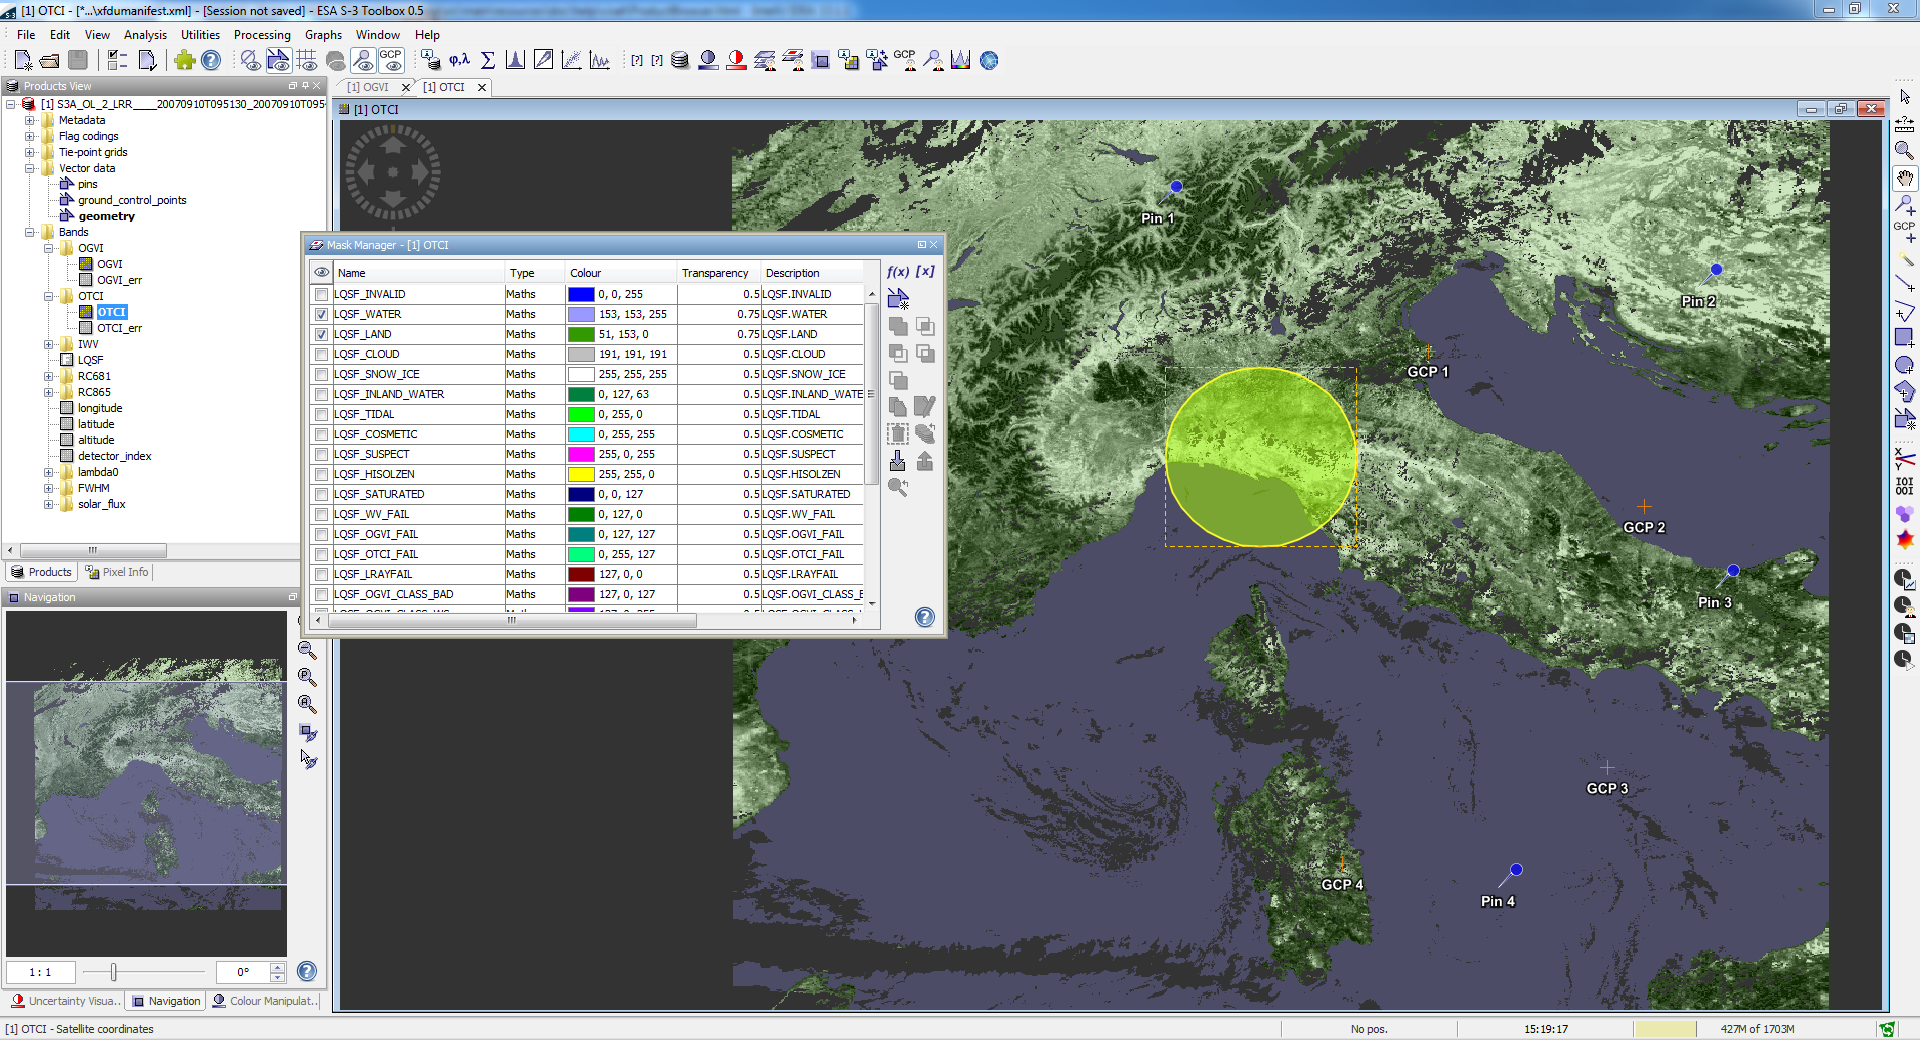 [1] OTCI - [*...\xfdumanifest.xml] - [Session not saved] - ESA S-3 Toolbox 0.5
File Edit View Analysis Utilities Processing Graphs Window Help
Products View
[1] OGVI
[1] OTCI
[1] S3A_OL_2_LRR____20070910T095130_20070910T095
Metadata
Flag codings
Tie-point grids
Vector data
pins
ground_control_points
geometry
Bands
OGVI
OGVI
OGVI_err
OTCI
OTCI
OTCI_err
IWV
LQSF
RC681
RC865
longitude
latitude
altitude
detector_index
lambda0
FWHM
solar_flux
Products Pixel Info
Navigation
1 : 1 0°
Uncertainty Visua... Navigation Colour Manipulat...
[1] OTCI
Mask Manager - [1] OTCI
Name Type Colour Transparency Description
LQSF_INVALID Maths 0, 0, 255 0.5 LQSF.INVALID
LQSF_WATER Maths 153, 153, 255 0.75 LQSF.WATER
LQSF_LAND Maths 51, 153, 0 0.75 LQSF.LAND
LQSF_CLOUD Maths 191, 191, 191 0.5 LQSF.CLOUD
LQSF_SNOW_ICE Maths 255, 255, 255 0.5 LQSF.SNOW_ICE
LQSF_INLAND_WATER Maths 0, 127, 63 0.5 LQSF.INLAND_WATE
LQSF_TIDAL Maths 0, 255, 0 0.5 LQSF.TIDAL
LQSF_COSMETIC Maths 0, 255, 255 0.5 LQSF.COSMETIC
LQSF_SUSPECT Maths 255, 0, 255 0.5 LQSF.SUSPECT
LQSF_HISOLZEN Maths 255, 255, 0 0.5 LQSF.HISOLZEN
LQSF_SATURATED Maths 0, 0, 127 0.5 LQSF.SATURATED
LQSF_WV_FAIL Maths 0, 127, 0 0.5 LQSF.WV_FAIL
LQSF_OGVI_FAIL Maths 0, 127, 127 0.5 LQSF.OGVI_FAIL
LQSF_OTCI_FAIL Maths 0, 255, 127 0.5 LQSF.OTCI_FAIL
LQSF_LRAYFAIL Maths 127, 0, 0 0.5 LQSF.LRAYFAIL
LQSF_OGVI_CLASS_BAD Maths 127, 0, 127 0.5 LQSF.OGVI_CLASS_B
f(x) [x]
Pin 1
Pin 2
GCP 1
GCP 2
Pin 3
GCP 3
GCP 4
Pin 4
[1] OTCI - Satellite coordinates
No pos.
15:19:17
427M of 1703M